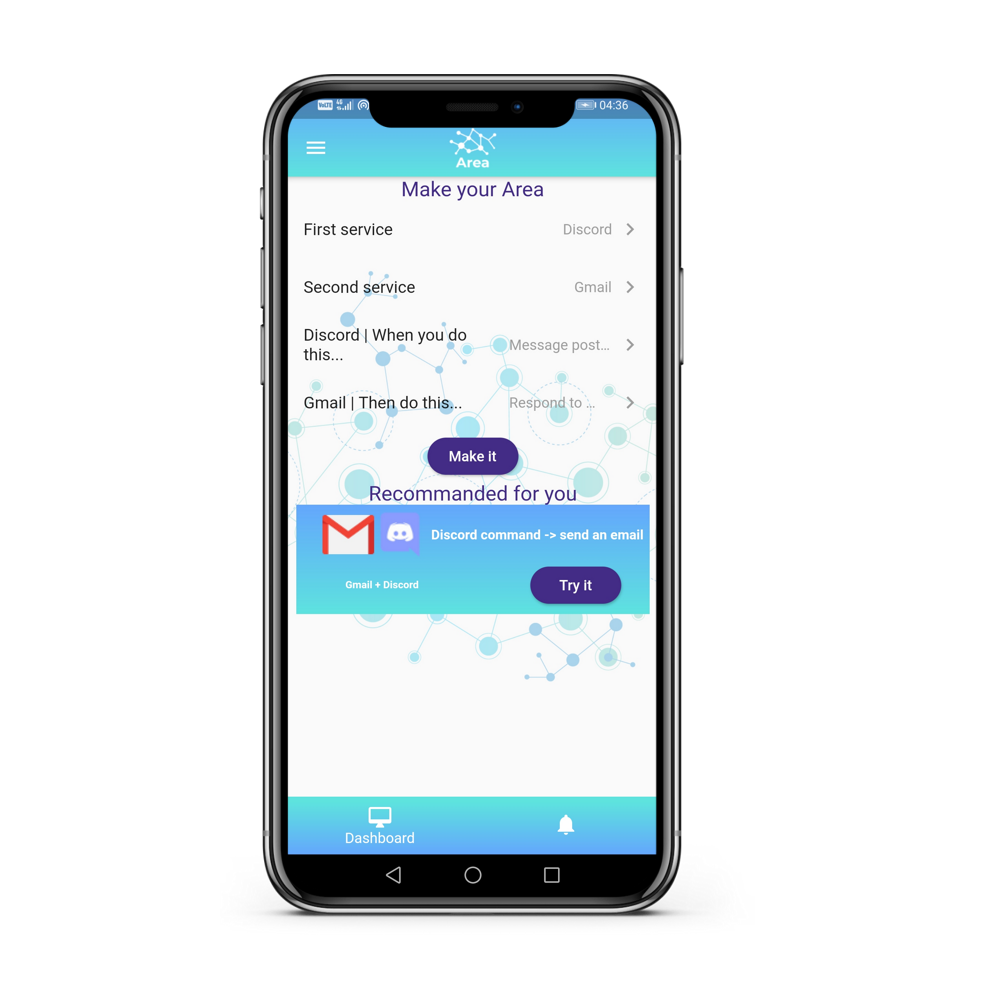 VoLTE 04:36
Area
Make your Area
First service Discord
Second service Gmail
Discord | When you do
this... Message post...
Gmail | Then do this... Respond to ...
Make it
Recommanded for you
Discord command -> send an email
Gmail + Discord Try it
Dashboard